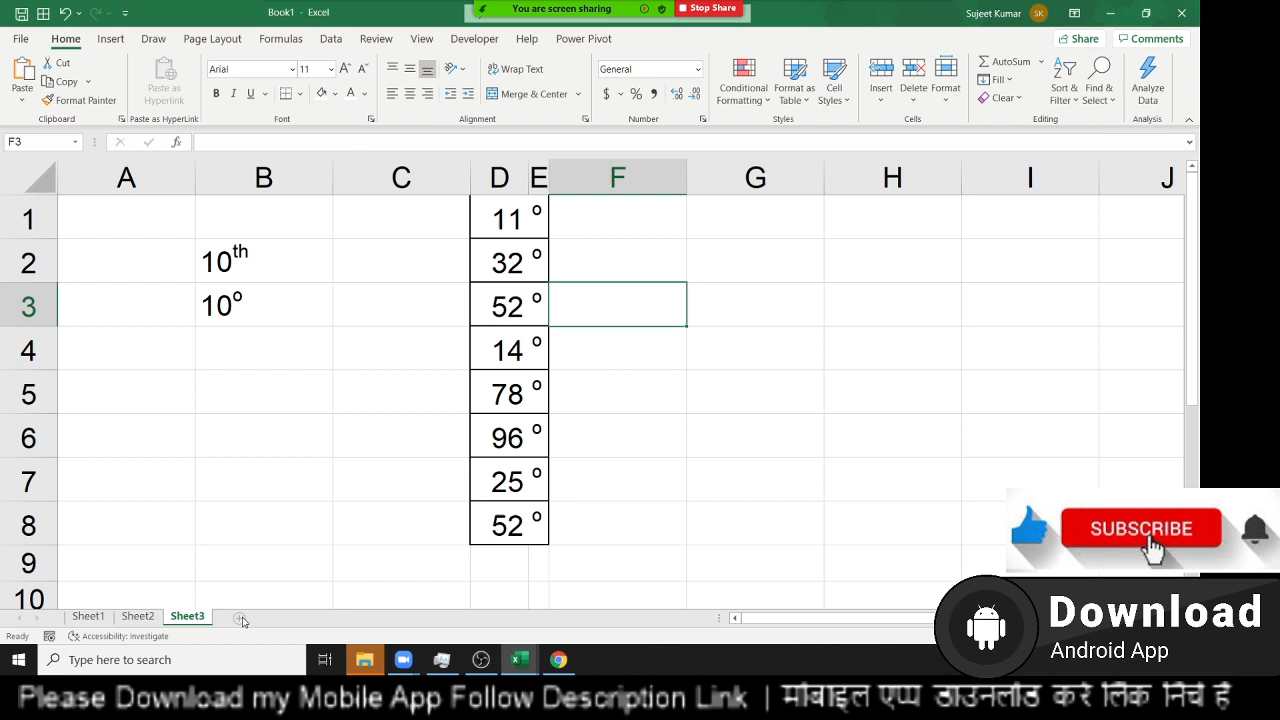 Book1 - Excel
You are screen sharing
Stop Share
Sujeet Kumar
SK
File Home Insert Draw Page Layout Formulas Data Review View Developer Help Power Pivot
Share
Comments
Paste
Cut
Copy
Format Painter
Clipboard
Paste as Hyperlink
Paste as HyperLink
Arial
11
B I U
Font
Wrap Text
Merge & Center
Alignment
General
$ % ,
Number
Conditional Formatting
Format as Table
Cell Styles
Styles
Insert
Delete
Format
Cells
AutoSum
Fill
Clear
Sort & Filter
Find & Select
Editing
Analyze Data
Analysis
F3
fx
A B C D E F G H I J
1 11 º
2 10th 32 º
3 10º 52 º
4 14 º
5 78 º
6 96 º
7 25 º
8 52 º
9
10
Sheet1 Sheet2 Sheet3
Ready
Accessibility: Investigate
Type here to search
SUBSCRIBE
Download
Android App
Please Download my Mobile App Follow Description Link | मोबाइल एप्प डाउनलोड करे लिंक निचे है